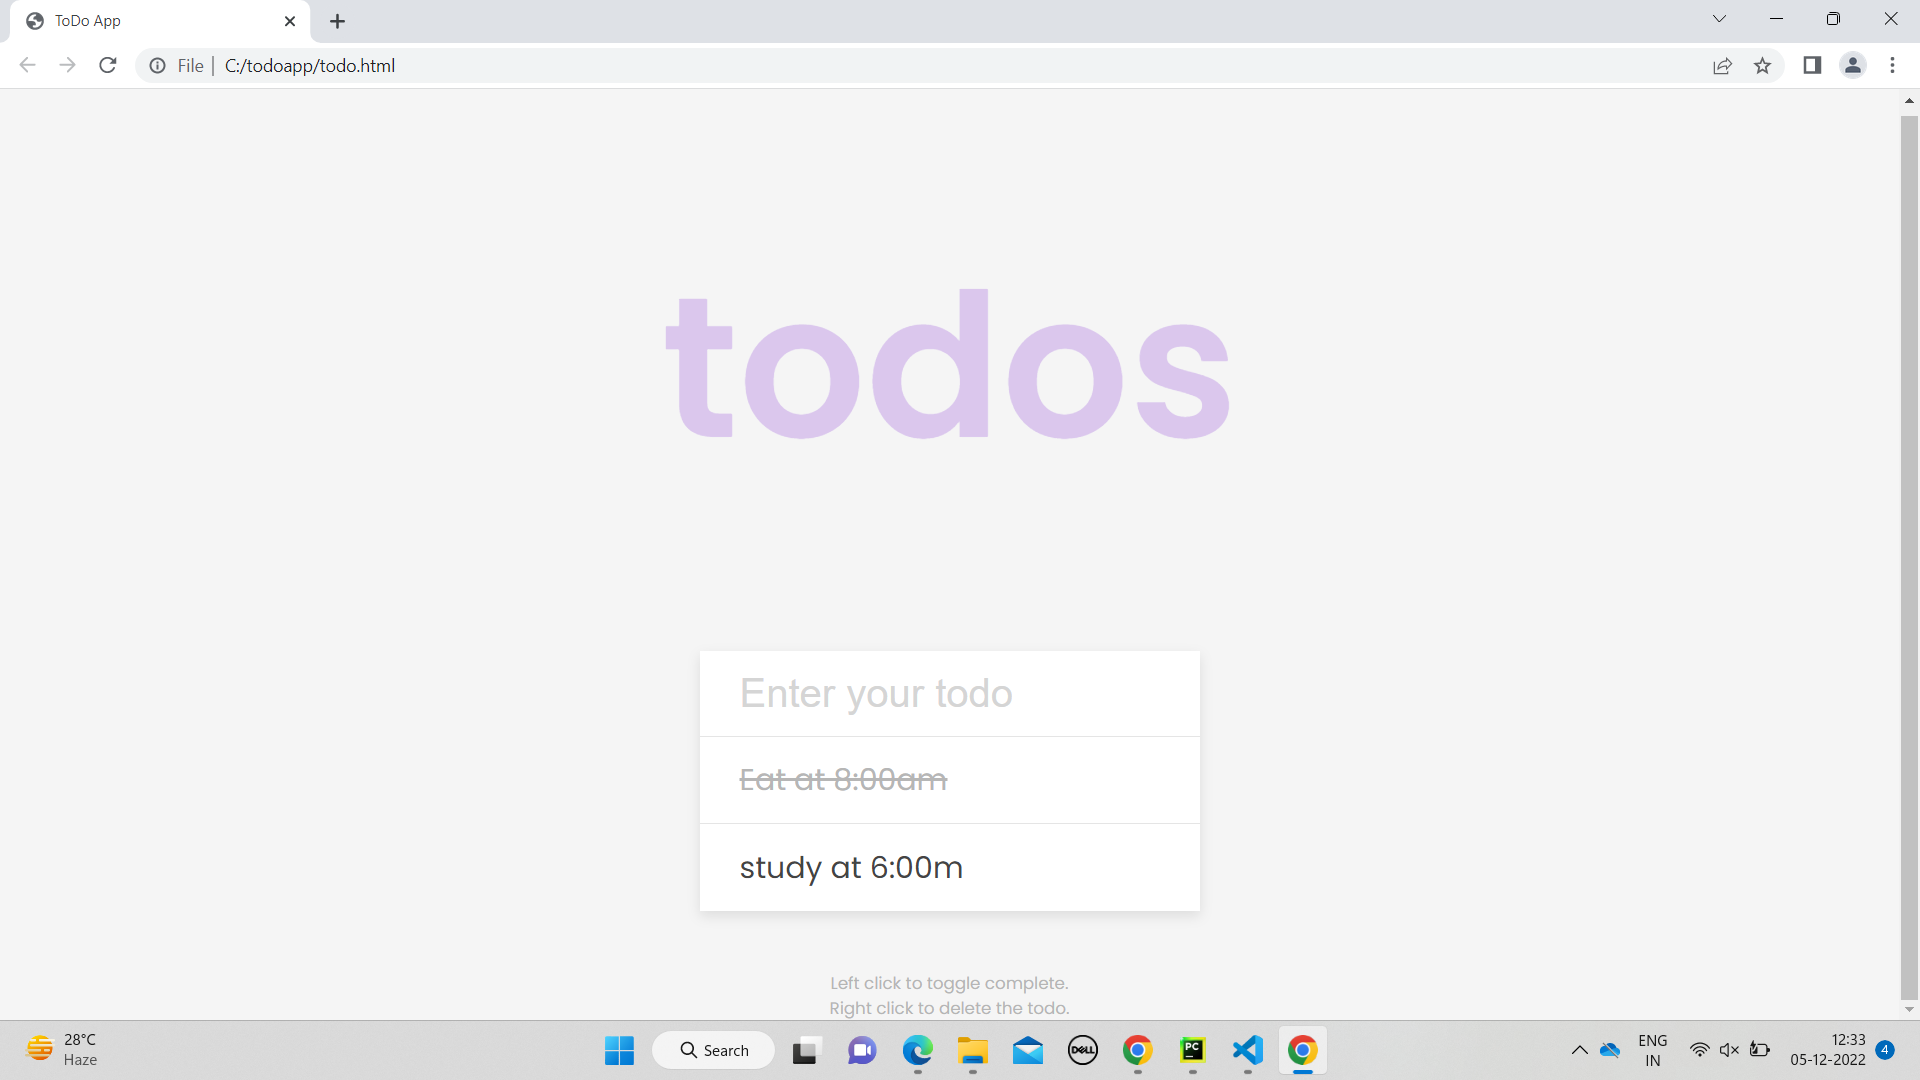 ToDo App
File | C:/todoapp/todo.html
todos
Enter your todo
Eat at 8:00am
study at 6:00m
Left click to toggle complete.
Right click to delete the todo.
28°C
Haze
Search
DELL
PC
ENG
IN
12:33
05-12-2022
4